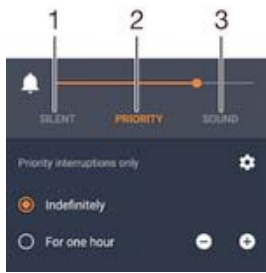 1 2 3
SILENT PRIORITY SOUND
Priority interruptions only
Indefinitely
For one hour